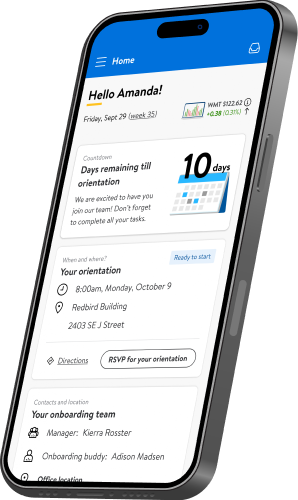 Home
Hello Amanda!
Friday, Sept 29 (week 35)
WMT $122.62
+0.38 (0.31%)
Countdown
Days remaining till
orientation
We are excited to have you
join our team! Don't forget
to complete all your tasks.
10 days
When and where?
Ready to start
Your orientation
8:00am, Monday, October 9
Redbird Building
2403 SE J Street
Directions
RSVP for your orientation
Contacts and location
Your onboarding team
Manager: Kierra Rosster
Onboarding buddy: Adison Madsen
Office location